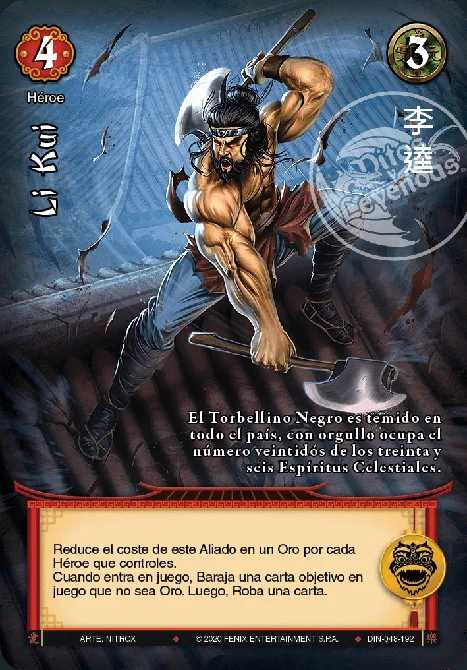 4
3
Héroe
Li Kui
李逵
Mitos y Leyendas
El Torbellino Negro es temido en
todo el país, con orgullo ocupa el
número veintidós de los treinta y
seis Espíritus Celestiales.
Reduce el coste de este Aliado en un Oro por cada
Héroe que controles.
Cuando entra en juego, Baraja una carta objetivo en
juego que no sea Oro. Luego, Roba una carta.
ARTE: NITROX ◆ © 2020 FENIX ENTERTAINMENT S.P.A. ◆ DIN-048-192